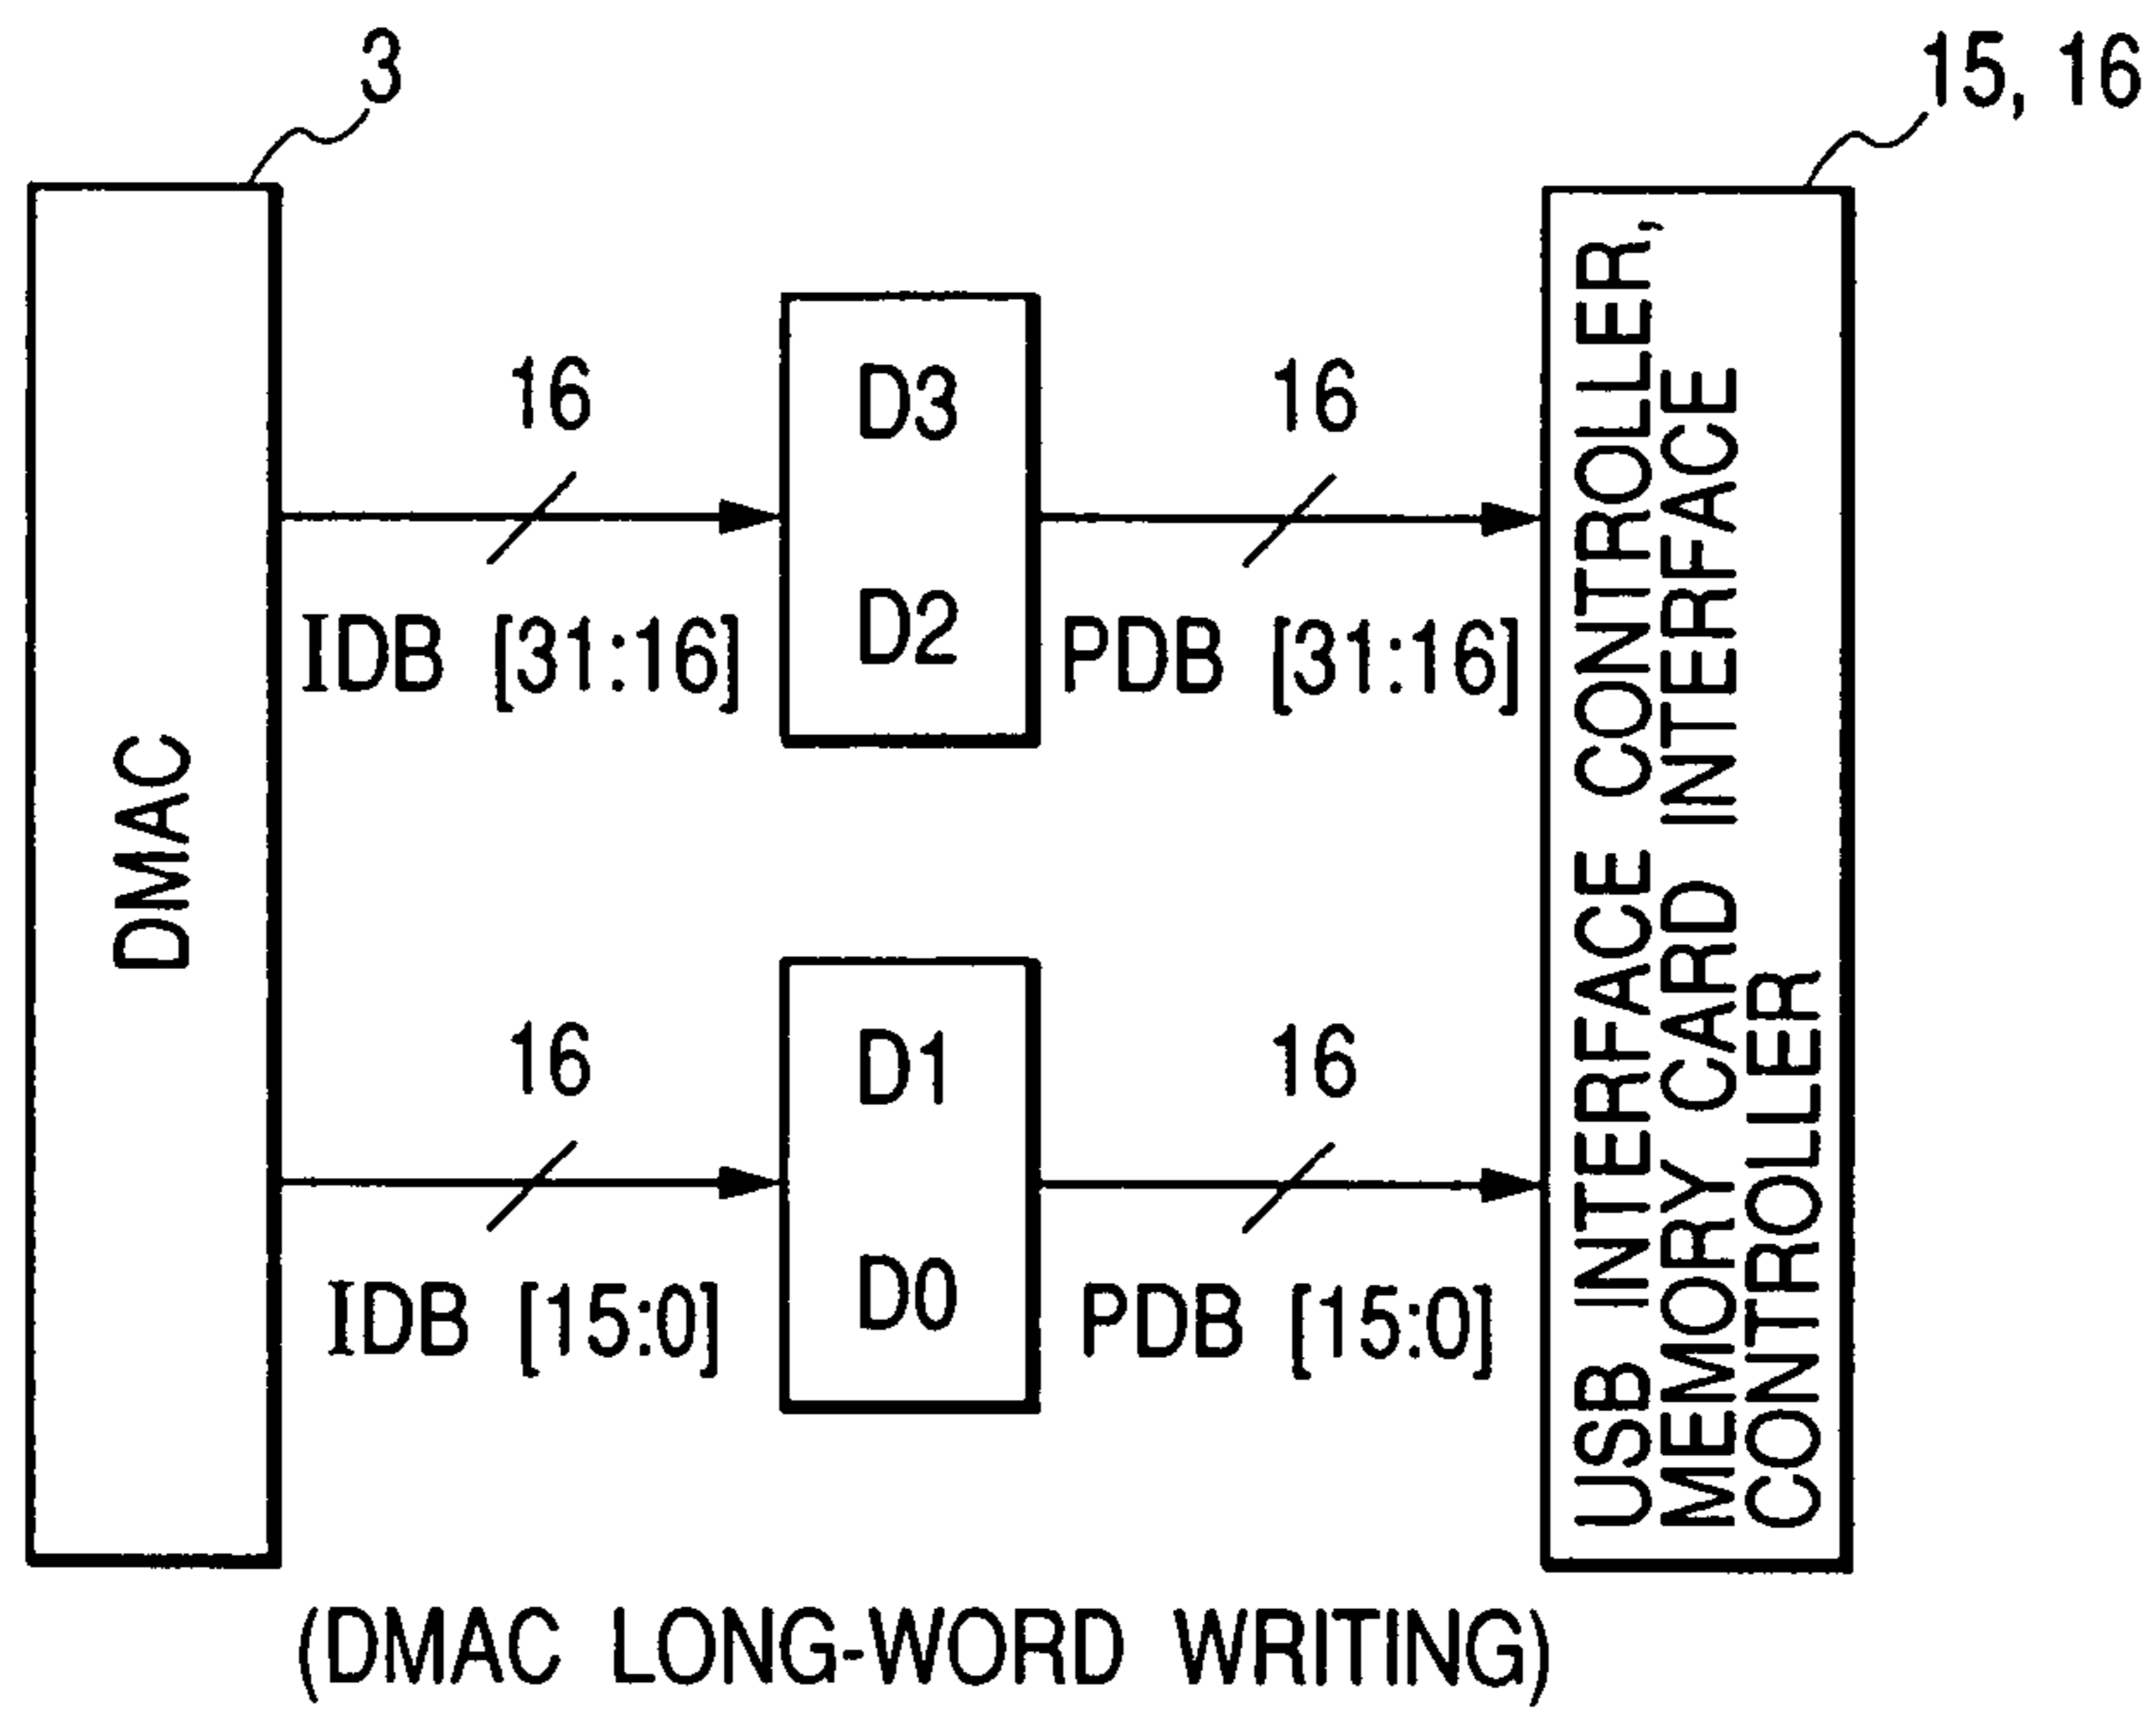 3
15, 16
16
D3
16
D2
IDB [31:16]
PDB [31:16]
DMAC
USB INTERFACE CONTROLLER,
MEMORY CARD INTERFACE
CONTROLLER
16
D1
16
D0
IDB [15:0]
PDB [15:0]
(DMAC LONG-WORD WRITING)